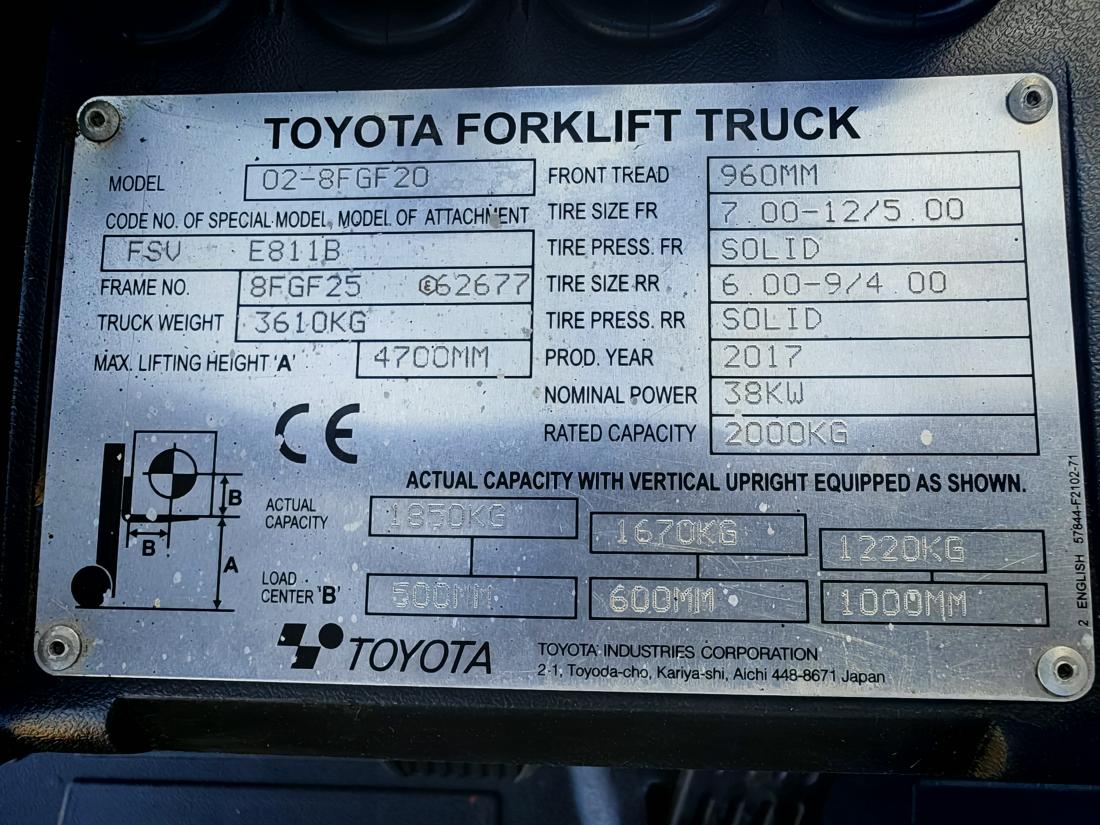 TOYOTA FORKLIFT TRUCK
MODEL 02-8FGF20
CODE NO. OF SPECIAL MODEL, MODEL OF ATTACHMENT
FSV E811B
FRAME NO. 8FGF25 E62677
TRUCK WEIGHT 3610KG
MAX. LIFTING HEIGHT 'A' 4700MM
FRONT TREAD 960MM
TIRE SIZE FR 7.00-12/5.00
TIRE PRESS. FR SOLID
TIRE SIZE RR 6.00-9/4.00
TIRE PRESS. RR SOLID
PROD. YEAR 2017
NOMINAL POWER 38KW
RATED CAPACITY 2000KG
CE
B
B
A
ACTUAL CAPACITY WITH VERTICAL UPRIGHT EQUIPPED AS SHOWN.
ACTUAL CAPACITY 1850KG 1670KG 1220KG
LOAD CENTER 'B' 500MM 600MM 1000MM
TOYOTA
TOYOTA INDUSTRIES CORPORATION
2-1, Toyoda-cho, Kariya-shi, Aichi 448-8671 Japan
2 ENGLISH 57844-F2102-71